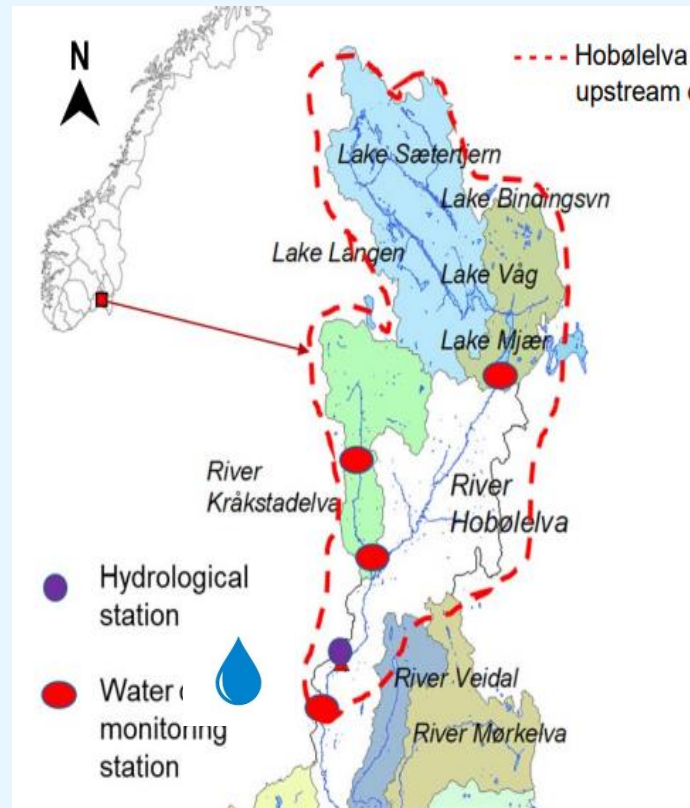 N
Hobølelva
upstream
Lake Sætertjern
Lake Bindingsvn
Lake Langen
Lake Våg
Lake Mjær
River
Kråkstadelva
River
Hobølelva
Hydrological
station
River Veidal
Water
monitoring
station
River Mørkelva